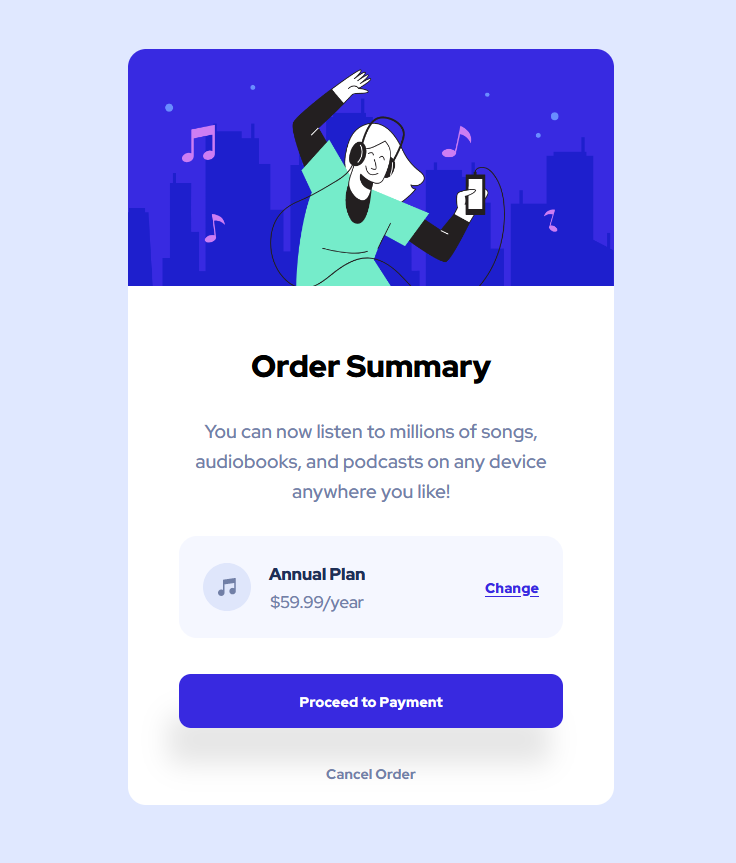 Order Summary
You can now listen to millions of songs,
audiobooks, and podcasts on any device
anywhere you like!
Annual Plan
$59.99/year
Change
Proceed to Payment
Cancel Order